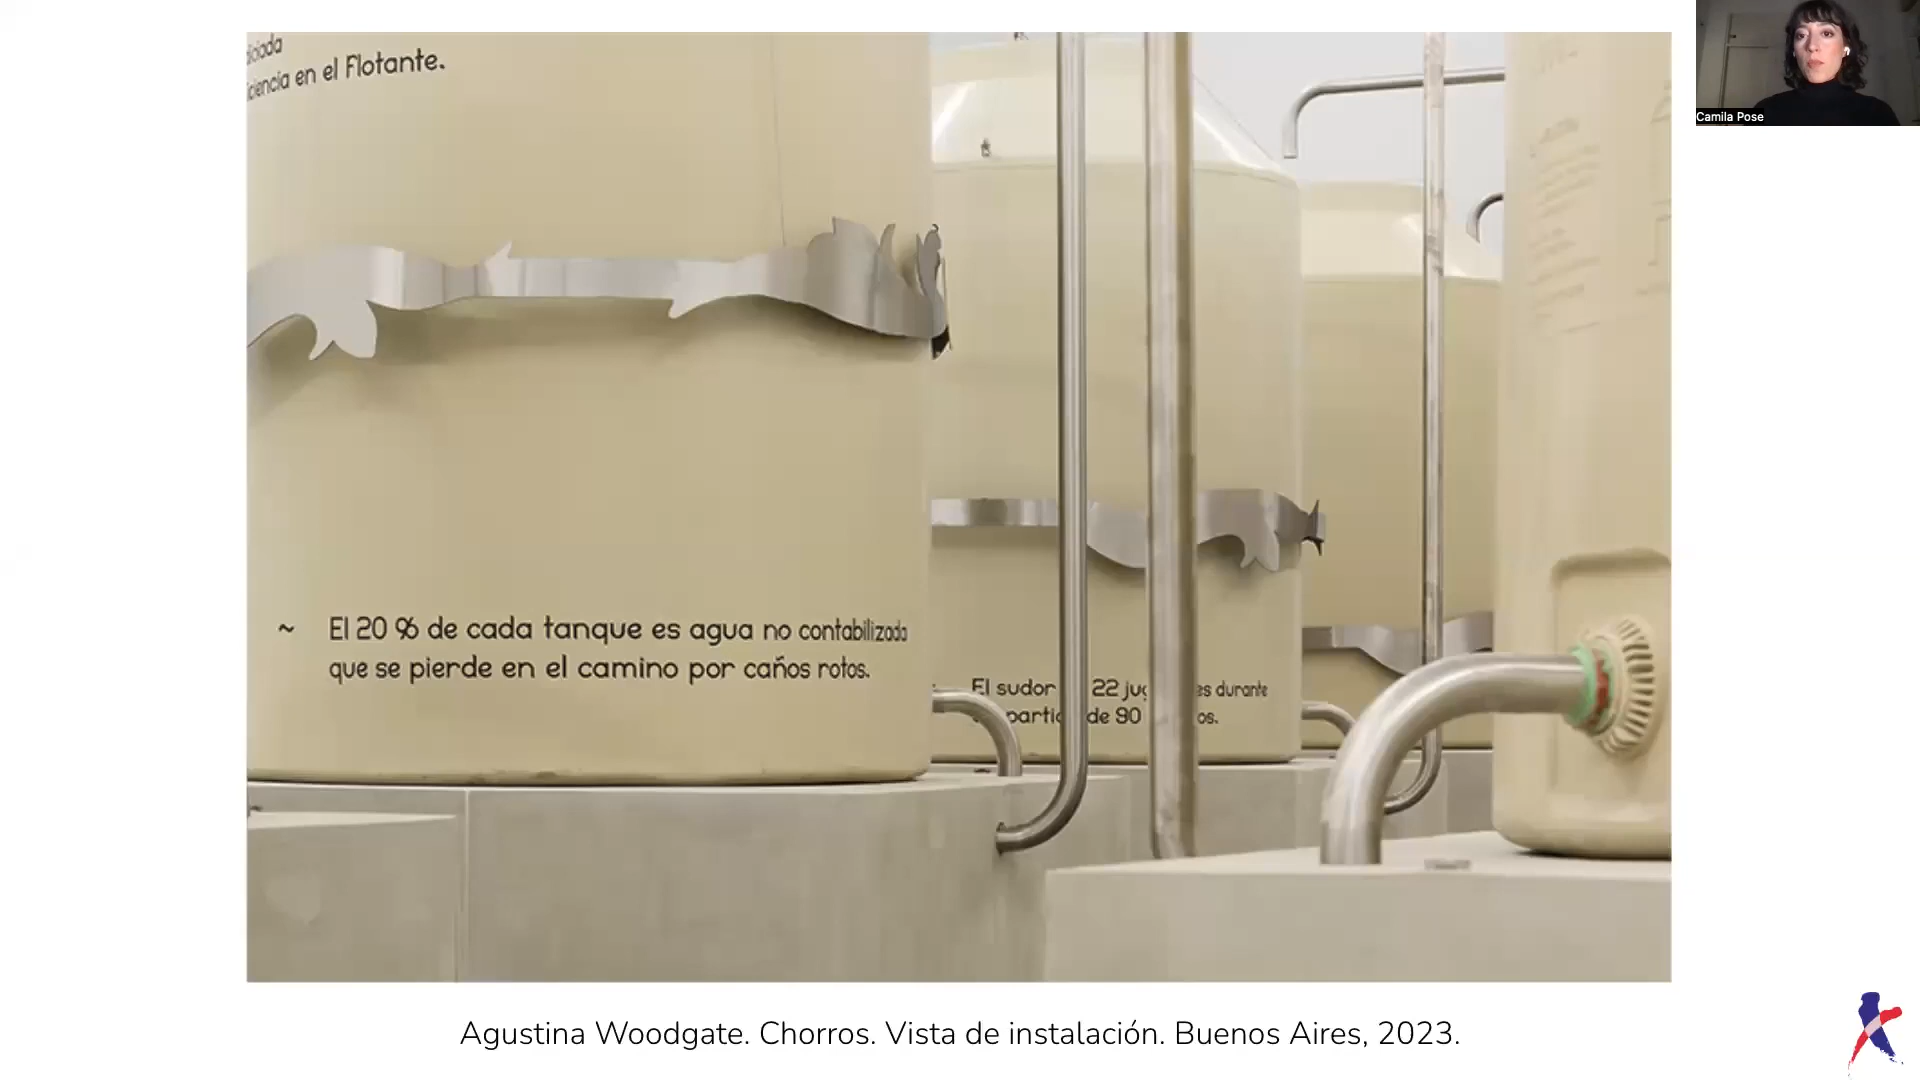 en el Flotante.
~ El 20 % de cada tanque es agua no contabilizada
que se pierde en el camino por caños rotos.
El sudor 22 durante
de 90
Agustina Woodgate. Chorros. Vista de instalación. Buenos Aires, 2023.
Camila Pose